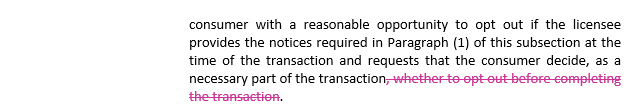 consumer with a reasonable opportunity to opt out if the licensee
provides the notices required in Paragraph (1) of this subsection at the
time of the transaction and requests that the consumer decide, as a
necessary part of the transaction, whether to opt out before completing
the transaction.